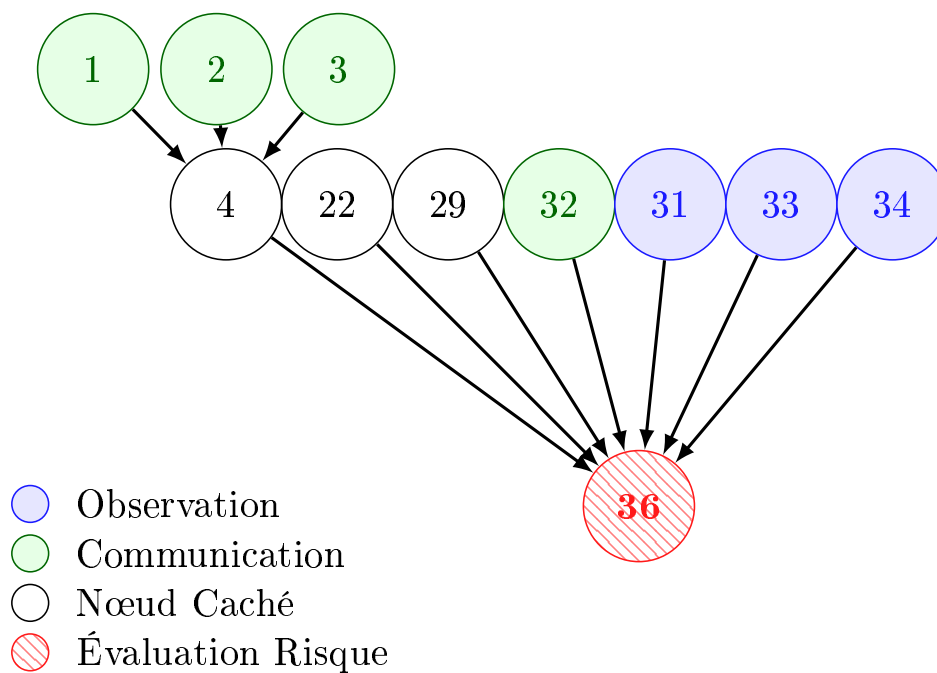 1 2 3
4 22 29 32 31 33 34
36
Observation
Communication
Nœud Caché
Évaluation Risque